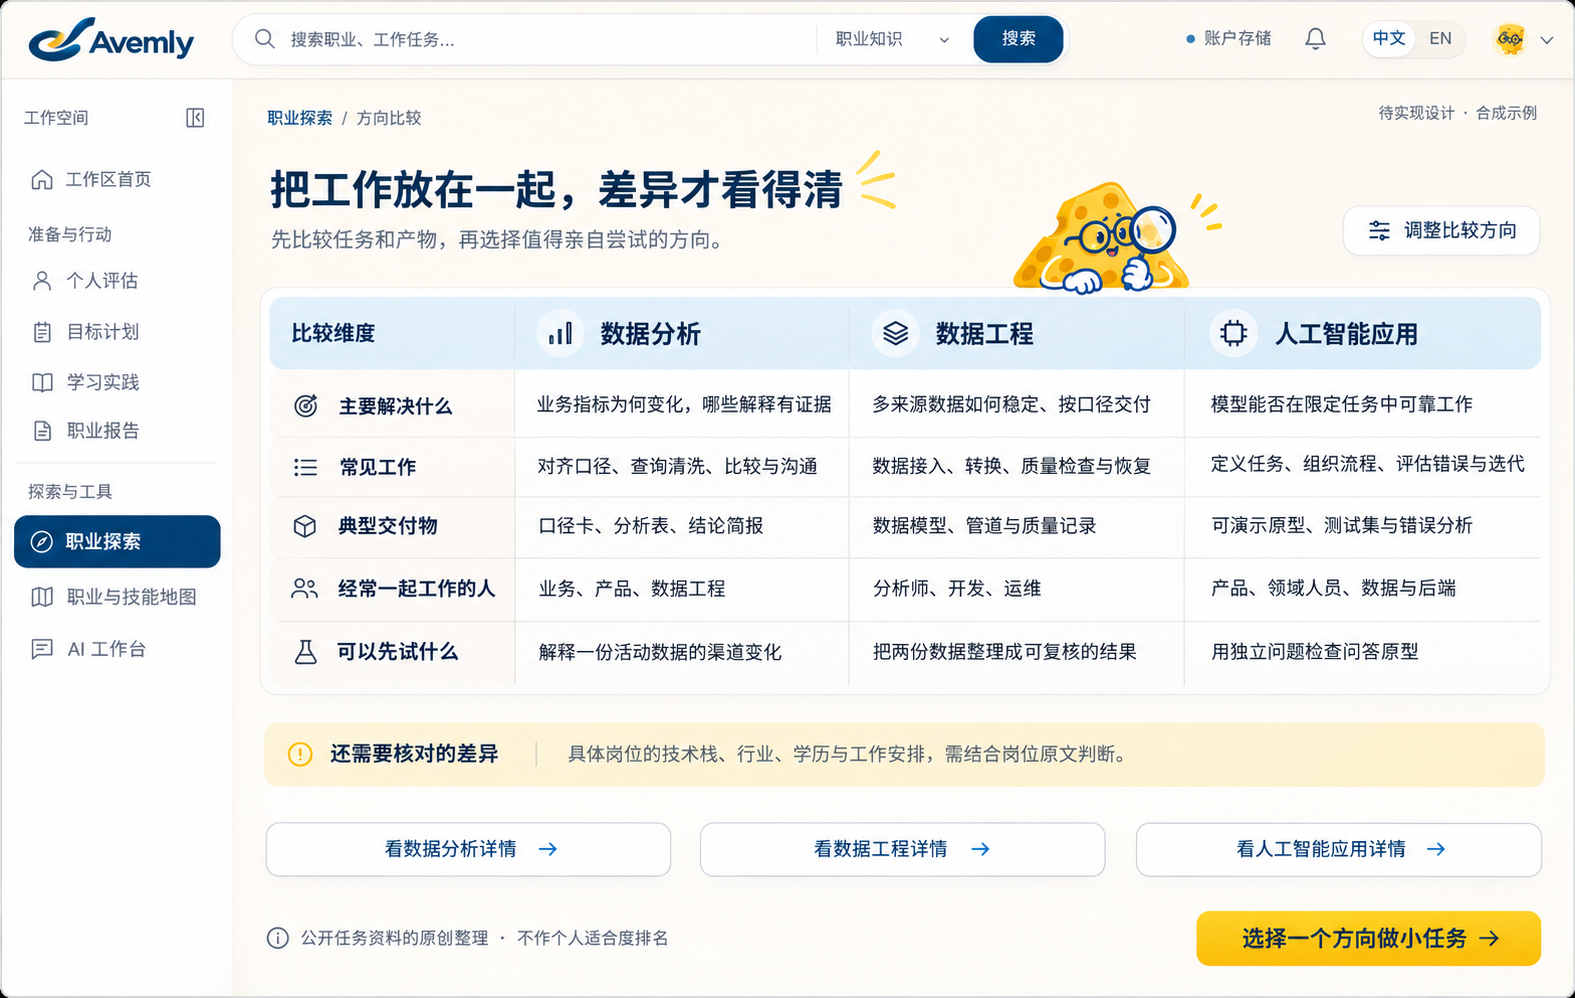 Avemly
搜索职业、工作任务...
职业知识
搜索
账户存储
中文
EN
工作空间
工作区首页
准备与行动
个人评估
目标计划
学习实践
职业报告
探索与工具
职业探索
职业与技能地图
AI 工作台
职业探索 / 方向比较
待实现设计 · 合成示例
把工作放在一起，差异才看得清
先比较任务和产物，再选择值得亲自尝试的方向。
调整比较方向
比较维度 数据分析 数据工程 人工智能应用
主要解决什么 业务指标为何变化，哪些解释有证据 多来源数据如何稳定、按口径交付 模型能否在限定任务中可靠工作
常见工作 对齐口径、查询清洗、比较与沟通 数据接入、转换、质量检查与恢复 定义任务、组织流程、评估错误与选代
典型交付物 口径卡、分析表、结论简报 数据模型、管道与质量记录 可演示原型、测试集与错误分析
经常一起工作的人 业务、产品、数据工程 分析师、开发、运维 产品、领域人员、数据与后端
可以先试什么 解释一份活动数据的渠道变化 把两份数据整理成可复核的结果 用独立问题检查问答原型
还需要核对的差异 具体岗位的技术栈、行业、学历与工作安排，需结合岗位原文判断。
看数据分析详情 →
看数据工程详情 →
看人工智能应用详情 →
公开任务资料的原创整理 · 不作个人适合度排名
选择一个方向做小任务 →